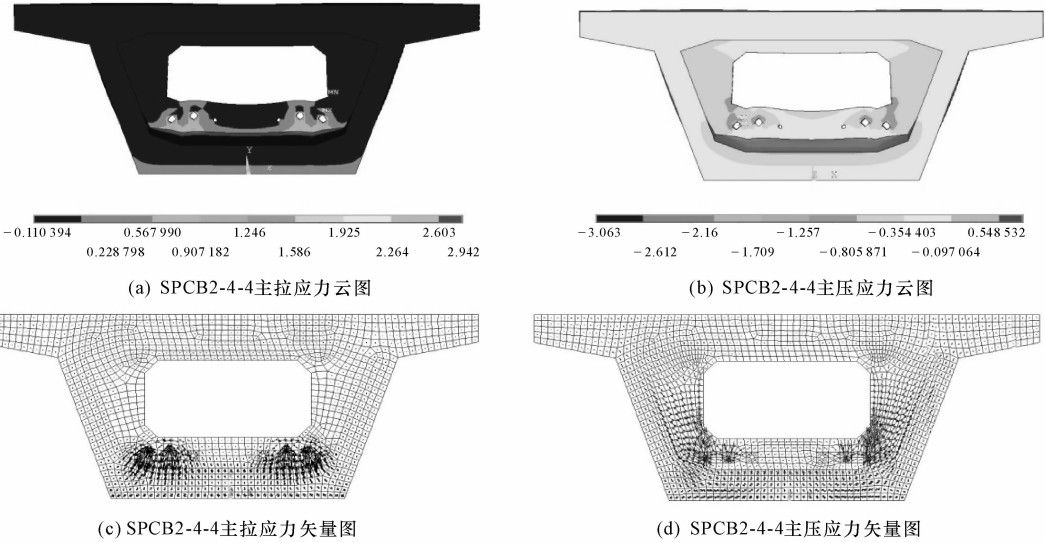 MN
MX
Y
Z
X
−0.110 394 0.567 990 1.246 1.925 2.603
0.228 798 0.907 182 1.586 2.264 2.942
(a) SPCB2-4-4主拉应力云图
−3.063 −2.16 −1.257 −0.354 403 0.548 532
−2.612 −1.709 −0.805 871 −0.097 064
(b) SPCB2-4-4主压应力云图
(c) SPCB2-4-4主拉应力矢量图
(d) SPCB2-4-4主压应力矢量图